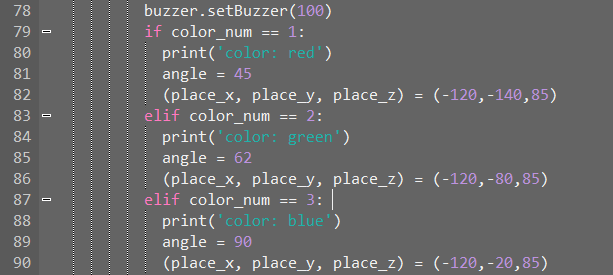 78 buzzer.setBuzzer(100)
79 if color_num == 1:
80 print('color: red')
81 angle = 45
82 (place_x, place_y, place_z) = (-120,-140,85)
83 elif color_num == 2:
84 print('color: green')
85 angle = 62
86 (place_x, place_y, place_z) = (-120,-80,85)
87 elif color_num == 3:
88 print('color: blue')
89 angle = 90
90 (place_x, place_y, place_z) = (-120,-20,85)